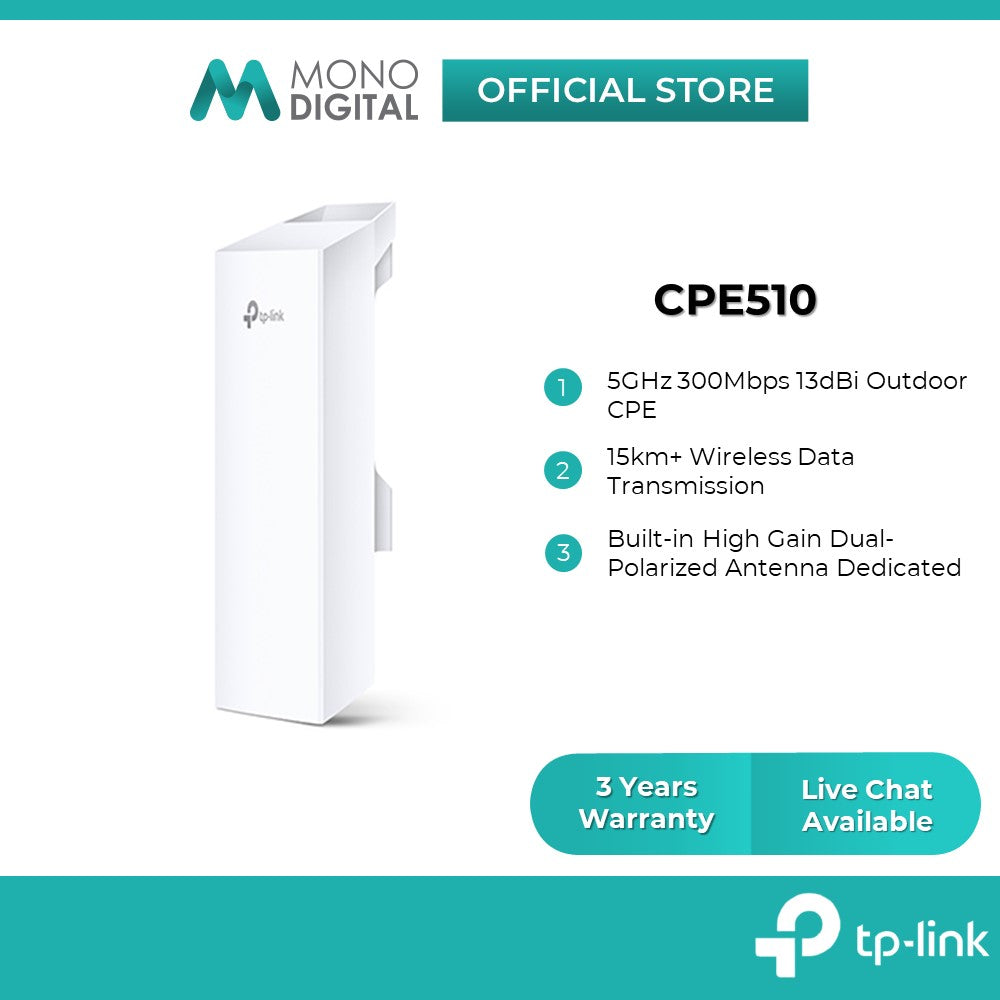 MONO
DIGITAL
OFFICIAL STORE
tp-link
CPE510
1
5GHz 300Mbps 13dBi Outdoor
CPE
2
15km+ Wireless Data
Transmission
3
Built-in High Gain Dual-
Polarized Antenna Dedicated
3 Years
Warranty
Live Chat
Available
tp-link